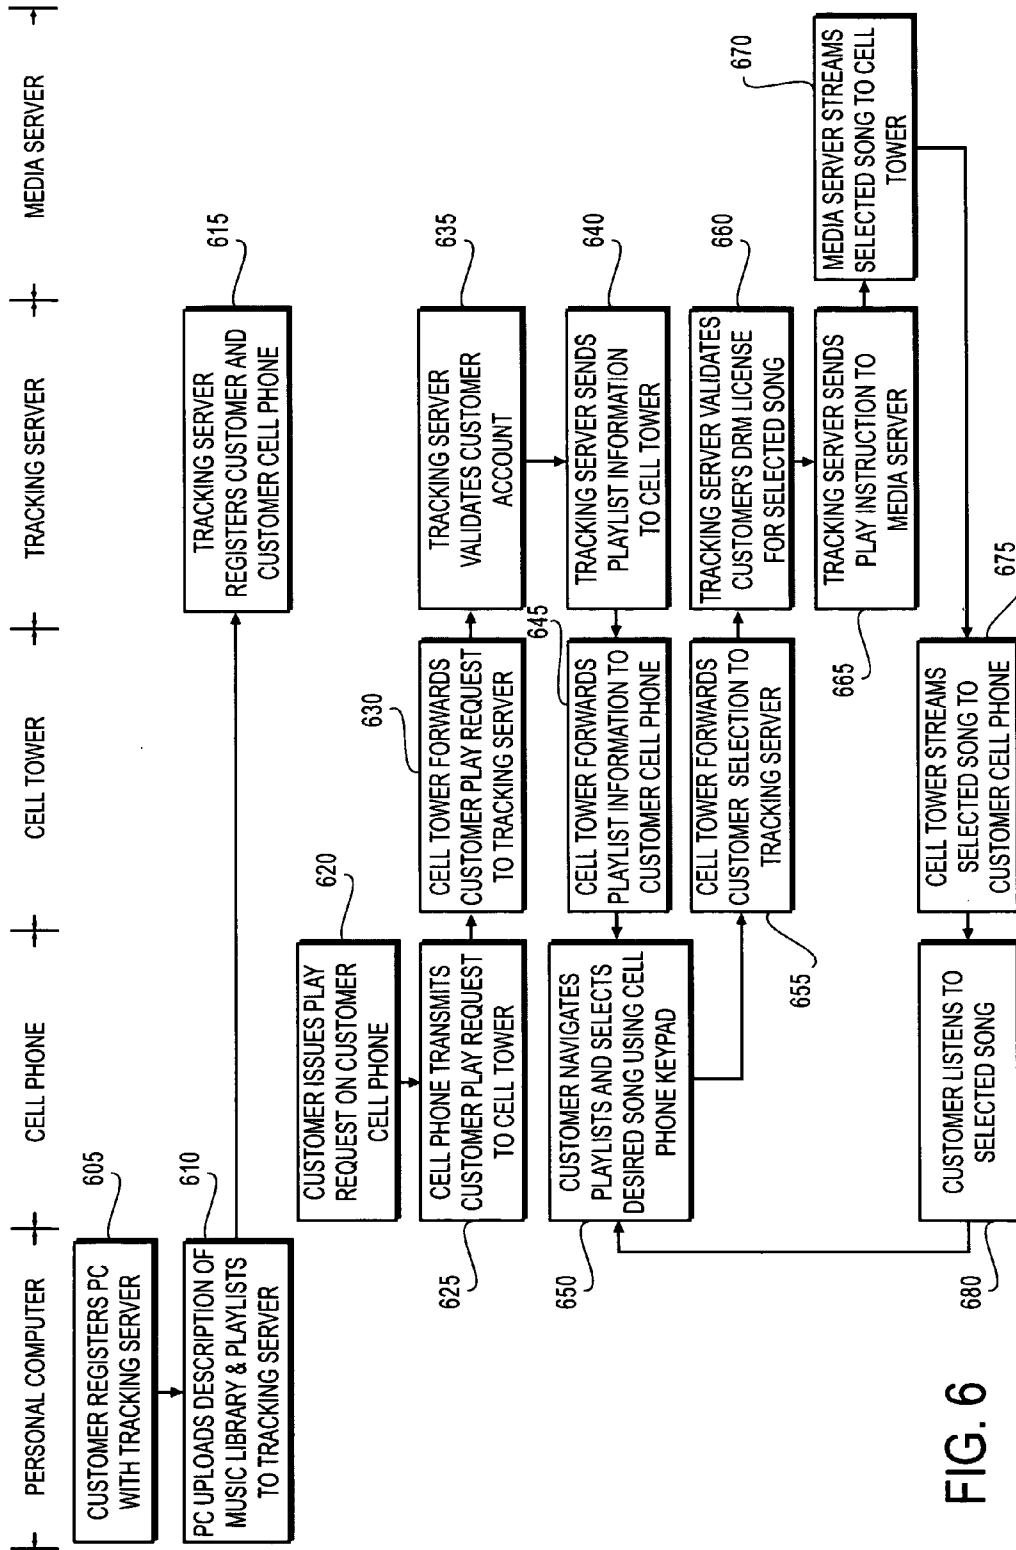 PERSONAL COMPUTER
CELL PHONE
CELL TOWER
TRACKING SERVER
MEDIA SERVER
605
CUSTOMER REGISTERS PC
WITH TRACKING SERVER
610
PC UPLOADS DESCRIPTION OF
MUSIC LIBRARY & PLAYLISTS
TO TRACKING SERVER
615
TRACKING SERVER
REGISTERS CUSTOMER AND
CUSTOMER CELL PHONE
620
CUSTOMER ISSUES PLAY
REQUEST ON CUSTOMER
CELL PHONE
625
CELL PHONE TRANSMITS
CUSTOMER PLAY REQUEST
TO CELL TOWER
630
CELL TOWER FORWARDS
CUSTOMER PLAY REQUEST
TO TRACKING SERVER
635
TRACKING SERVER
VALIDATES CUSTOMER
ACCOUNT
640
TRACKING SERVER SENDS
PLAYLIST INFORMATION
TO CELL TOWER
645
CELL TOWER FORWARDS
PLAYLIST INFORMATION TO
CUSTOMER CELL PHONE
650
CUSTOMER NAVIGATES
PLAYLISTS AND SELECTS
DESIRED SONG USING CELL
PHONE KEYPAD
655
CELL TOWER FORWARDS
CUSTOMER SELECTION TO
TRACKING SERVER
660
TRACKING SERVER VALIDATES
CUSTOMER'S DRM LICENSE
FOR SELECTED SONG
665
TRACKING SERVER SENDS
PLAY INSTRUCTION TO
MEDIA SERVER
670
MEDIA SERVER STREAMS
SELECTED SONG TO CELL
TOWER
675
CELL TOWER STREAMS
SELECTED SONG TO
CUSTOMER CELL PHONE
680
CUSTOMER LISTENS TO
SELECTED SONG
FIG. 6